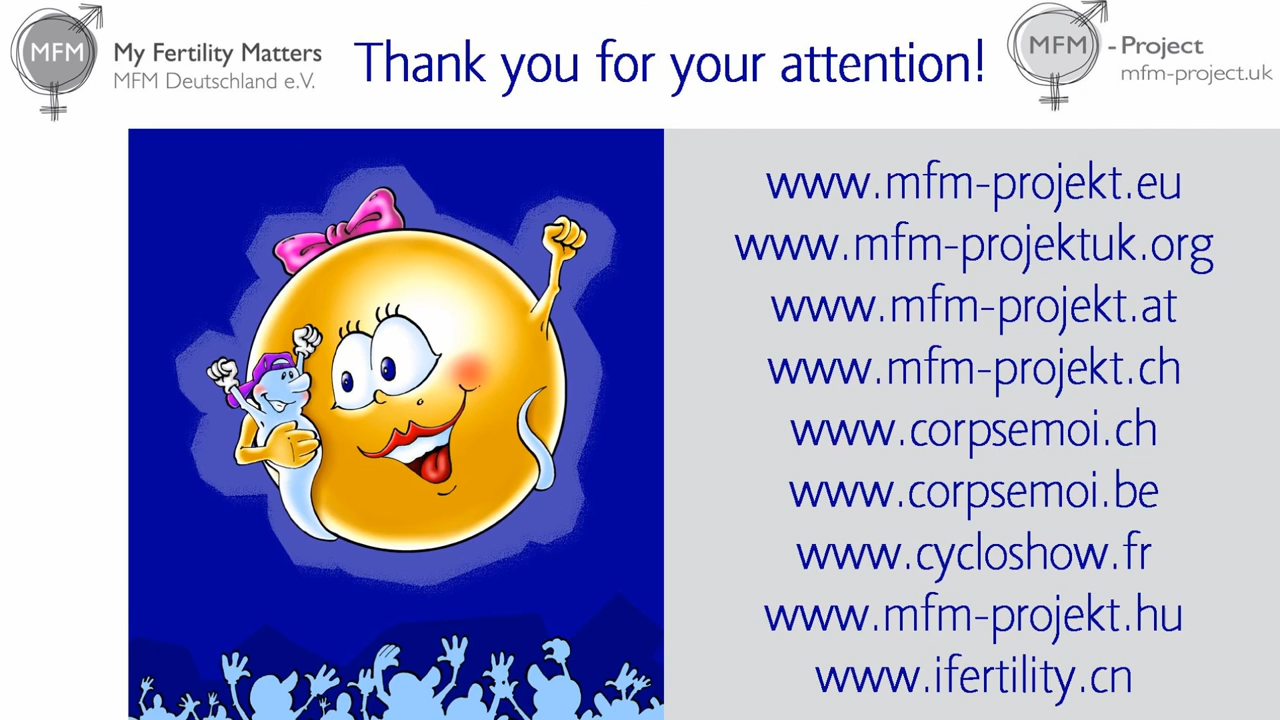 MFM
My Fertility Matters
MFM Deutschland e.V.
Thank you for your attention!
MFM - Project
mfm-project.uk
www.mfm-projekt.eu
www.mfm-projektuk.org
www.mfm-projekt.at
www.mfm-projekt.ch
www.corpsemoi.ch
www.corpsemoi.be
www.cycloshow.fr
www.mfm-projekt.hu
www.ifertility.cn